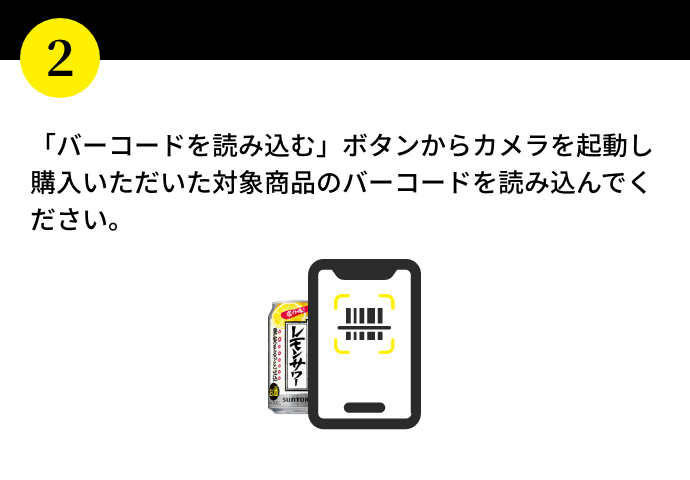 2
「バーコードを読み込む」ボタンからカメラを起動し
購入いただいた対象商品のバーコードを読み込んでく
ださい。
レモンサワー
お酒